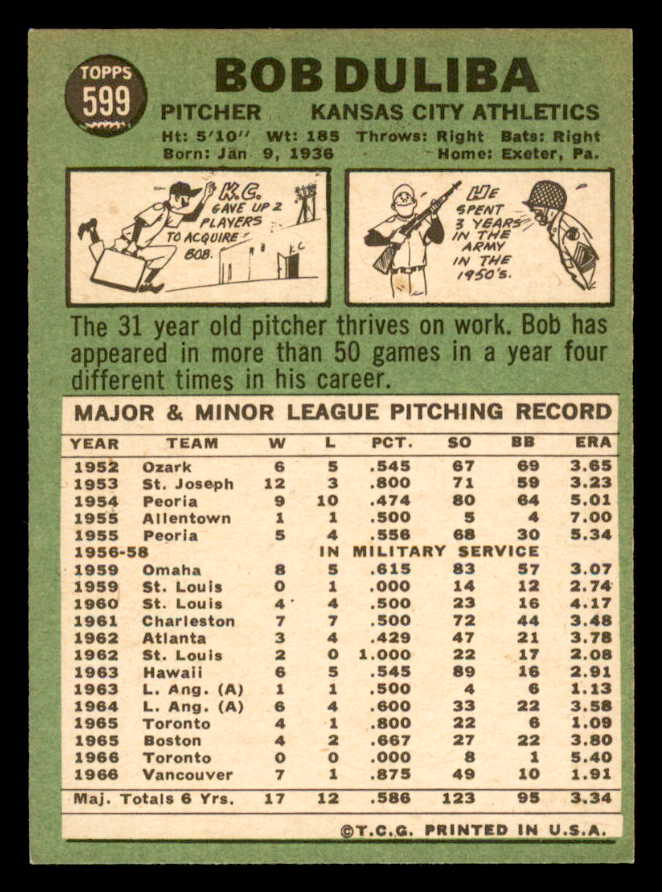 TOPPS
599
BOB DULIBA
PITCHER KANSAS CITY ATHLETICS
Ht: 5'10" Wt: 185 Throws: Right Bats: Right
Born: Jan 9, 1936 Home: Exeter, Pa.
K.C.
GAVE UP 2
PLAYERS
TO ACQUIRE
BOB.
K C
HE
SPENT
3 YEARS
IN THE
ARMY
IN THE
1950's.
The 31 year old pitcher thrives on work. Bob has
appeared in more than 50 games in a year four
different times in his career.
MAJOR & MINOR LEAGUE PITCHING RECORD
YEAR TEAM W L PCT. SO BB ERA
1952 Ozark 6 5 .545 67 69 3.65
1953 St. Joseph 12 3 .800 71 59 3.23
1954 Peoria 9 10 .474 80 64 5.01
1955 Allentown 1 1 .500 5 4 7.00
1955 Peoria 5 4 .556 68 30 5.34
1956-58 IN MILITARY SERVICE
1959 Omaha 8 5 .615 83 57 3.07
1959 St. Louis 0 1 .000 14 12 2.74
1960 St. Louis 4 4 .500 23 16 4.17
1961 Charleston 7 7 .500 72 44 3.48
1962 Atlanta 3 4 .429 47 21 3.78
1962 St. Louis 2 0 1.000 22 17 2.08
1963 Hawaii 6 5 .545 89 16 2.91
1963 L. Ang. (A) 1 1 .500 4 6 1.13
1964 L. Ang. (A) 6 4 .600 33 22 3.58
1965 Toronto 4 1 .800 22 6 1.09
1965 Boston 4 2 .667 27 22 3.80
1966 Toronto 0 0 .000 8 1 5.40
1966 Vancouver 7 1 .875 49 10 1.91
Maj. Totals 6 Yrs. 17 12 .586 123 95 3.34
©T.C.G. PRINTED IN U.S.A.